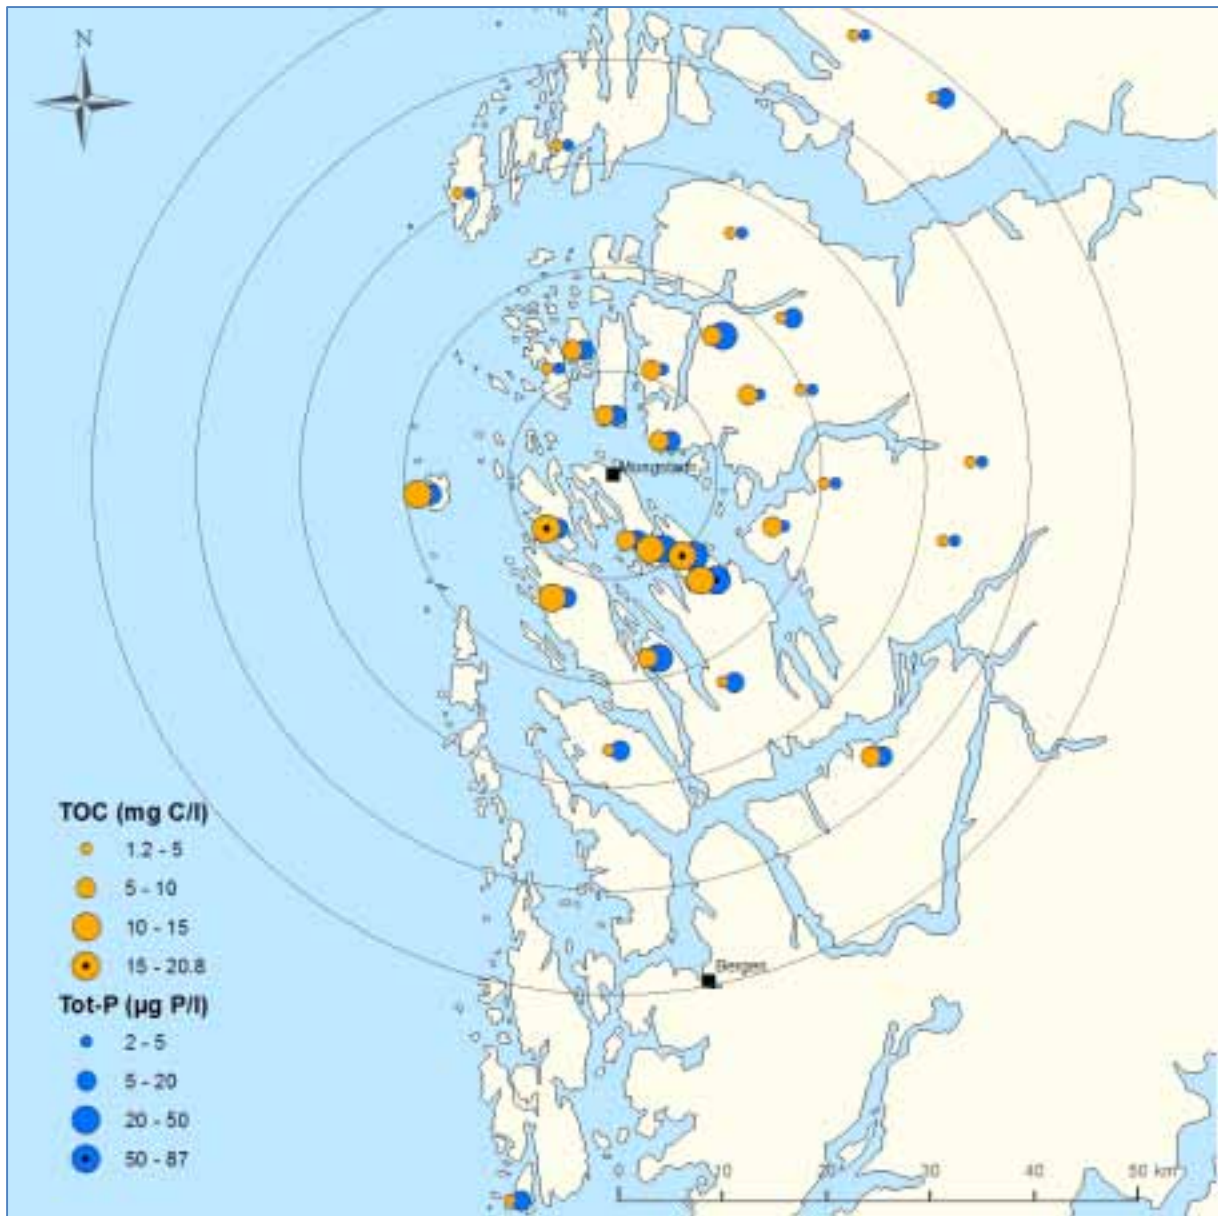 N
Mongstad
TOC (mg C/l)
1.2 - 5
5 - 10
10 - 15
15 - 20.8
Tot-P (µg P/l)
2 - 5
5 - 20
20 - 50
50 - 87
Bergen
0 10 20 30 50 km